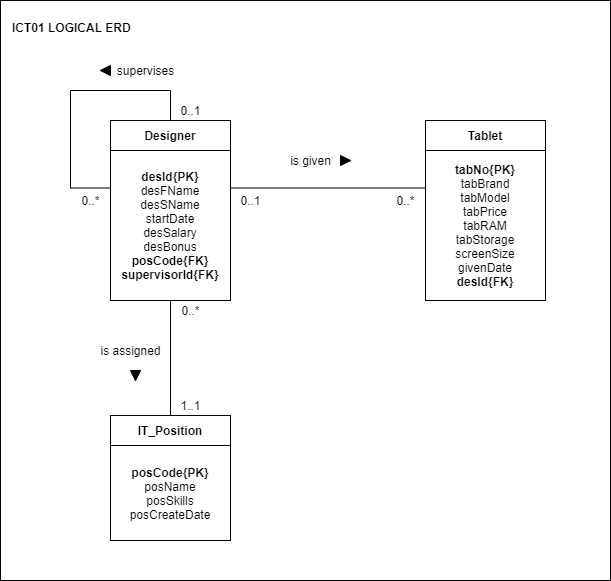 ICT01 LOGICAL ERD
◀ supervises
0..1
Designer
desId{PK}
desFName
desSName
startDate
desSalary
desBonus
posCode{FK}
supervisorId{FK}
0..*
is given ▶
0..1
0..*
Tablet
tabNo{PK}
tabBrand
tabModel
tabPrice
tabRAM
tabStorage
screenSize
givenDate
desId{FK}
0..*
is assigned
▼
1..1
IT_Position
posCode{PK}
posName
posSkills
posCreateDate